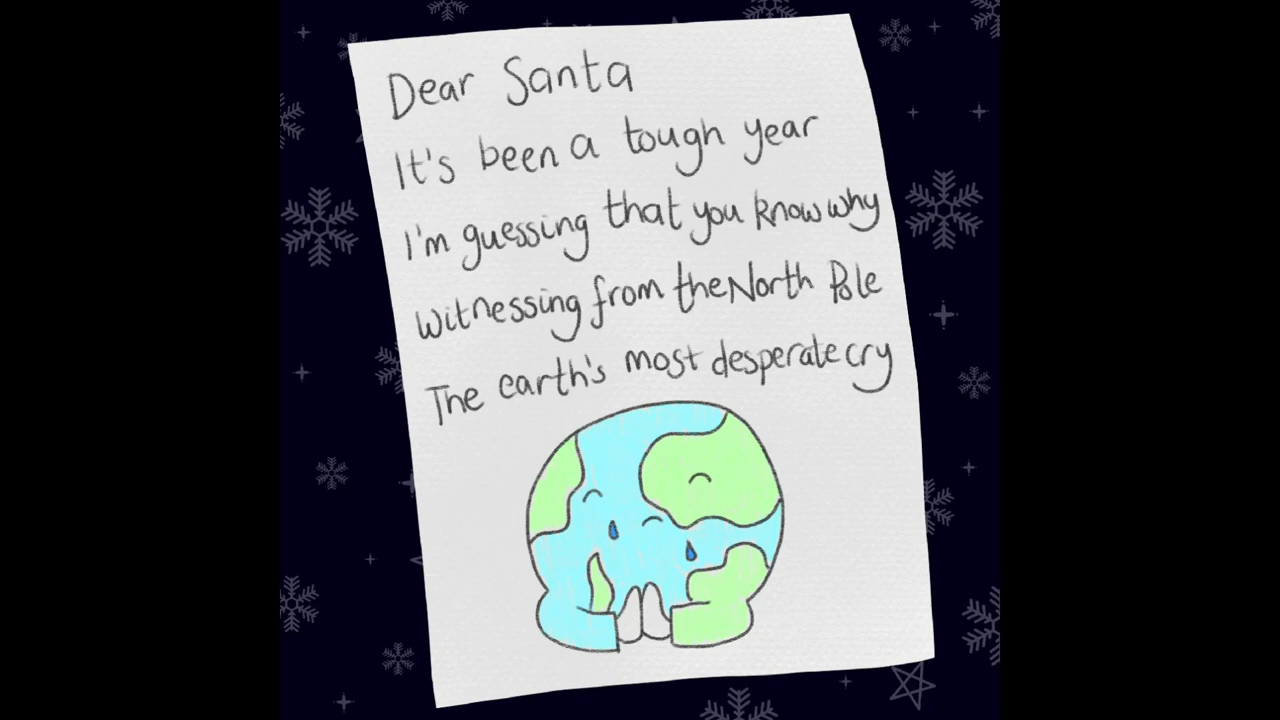 Dear Santa
It's been a tough year
I'm guessing that you know why
witnessing from the North Pole
The earth's most desperate cry